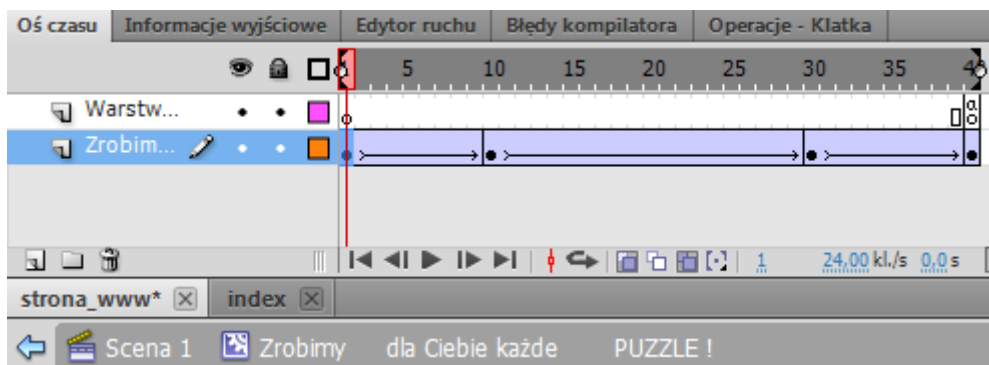 Oś czasu Informacje wyjściowe Edytor ruchu Błędy kompilatora Operacje - Klatka
5 10 15 20 25 30 35 40
Warstw...
a
Zrobim...
1 24,00 kl./s 0,0 s
strona_www* index
Scena 1 Zrobimy dla Ciebie każde PUZZLE !